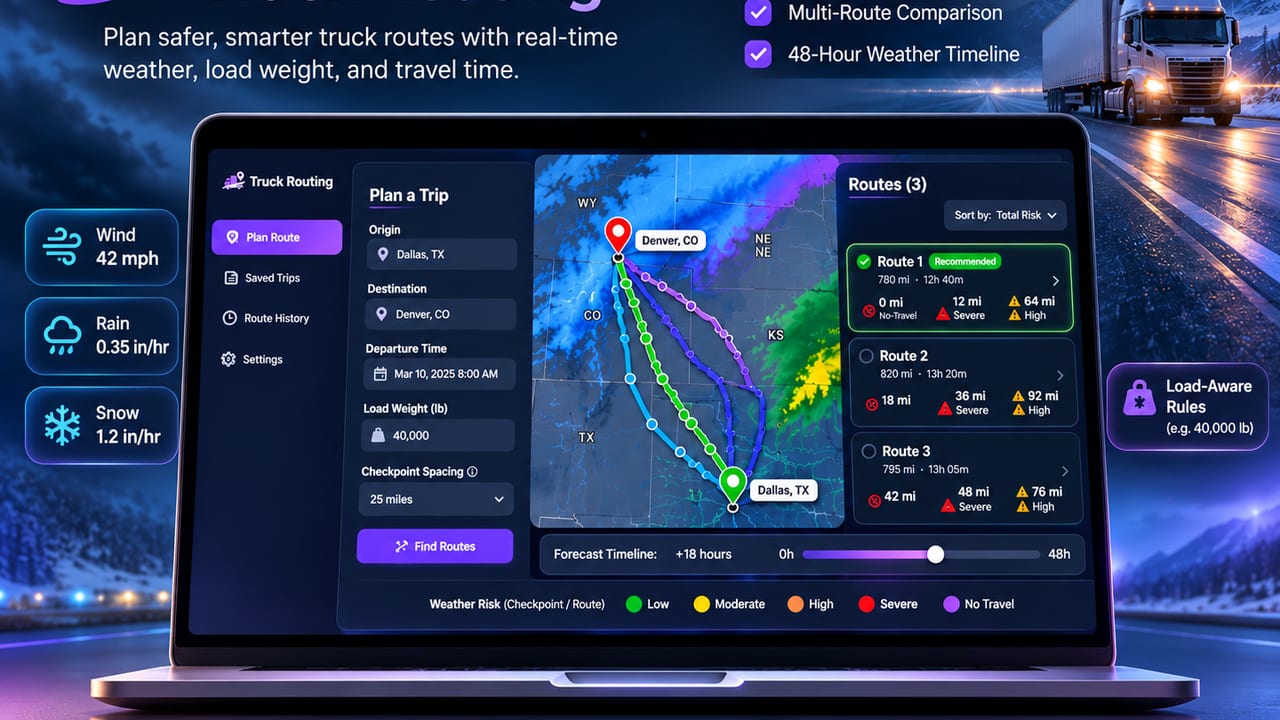 Plan safer, smarter truck routes with real-time
weather, load weight, and travel time.
Multi-Route Comparison
48-Hour Weather Timeline
Wind
42 mph
Rain
0.35 in/hr
Snow
1.2 in/hr
Truck Routing
Plan Route
Saved Trips
Route History
Settings
Plan a Trip
Origin
Dallas, TX
Destination
Denver, CO
Departure Time
Mar 10, 2025 8:00 AM
Load Weight (lb)
40,000
Checkpoint Spacing
25 miles
Find Routes
WY
Denver, CO
NE
NE
CO
KS
TX
Dallas, TX
Routes (3)
Sort by: Total Risk
Route 1 Recommended
780 mi · 12h 40m
0 mi No-Travel
12 mi Severe
64 mi High
Route 2
820 mi · 13h 20m
18 mi
36 mi Severe
92 mi High
Route 3
795 mi · 13h 05m
42 mi
48 mi Severe
76 mi High
Forecast Timeline: +18 hours 0h 48h
Weather Risk (Checkpoint / Route) Low Moderate High Severe No Travel
Load-Aware
Rules
(e.g. 40,000 lb)